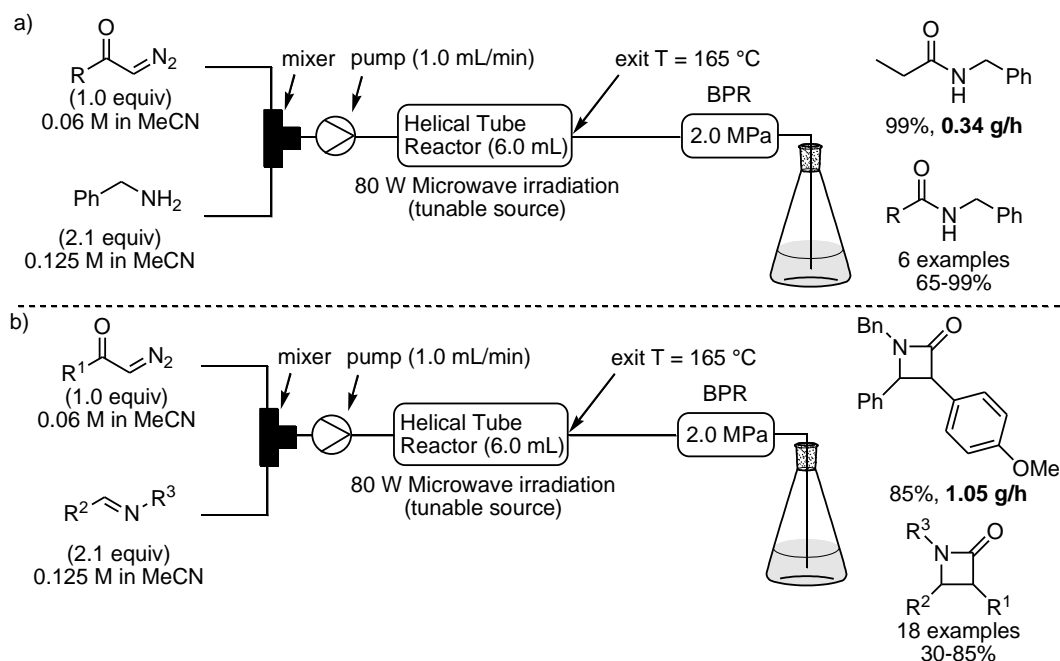 a)
O
N₂
R
(1.0 equiv)
0.06 M in MeCN
Ph NH₂
(2.1 equiv)
0.125 M in MeCN
mixer
pump (1.0 mL/min)
Helical Tube
Reactor (6.0 mL)
80 W Microwave irradiation
(tunable source)
exit T = 165 °C
BPR
2.0 MPa
O
N Ph
H
99%, 0.34 g/h
O
R N Ph
H
6 examples
65-99%
b)
O
N₂
R¹
(1.0 equiv)
0.06 M in MeCN
R² N R³
(2.1 equiv)
0.125 M in MeCN
mixer
pump (1.0 mL/min)
Helical Tube
Reactor (6.0 mL)
80 W Microwave irradiation
(tunable source)
exit T = 165 °C
BPR
2.0 MPa
Bn O
N
Ph
OMe
85%, 1.05 g/h
R³ O
N
R² R¹
18 examples
30-85%